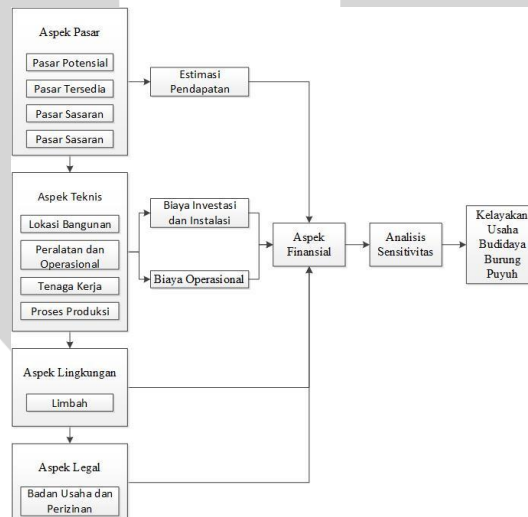 Aspek Pasar
Pasar Potensial
Pasar Tersedia
Pasar Sasaran
Pasar Sasaran
Estimasi
Pendapatan
Aspek Teknis
Lokasi Bangunan
Peralatan dan
Operasional
Tenaga Kerja
Proses Produksi
Biaya Investasi
dan Instalasi
Biaya Operasional
Aspek
Finansial
Analisis
Sensitivitas
Kelayakan
Usaha
Budidaya
Burung
Puyuh
Aspek Lingkungan
Limbah
Aspek Legal
Badan Usaha dan
Perizinan